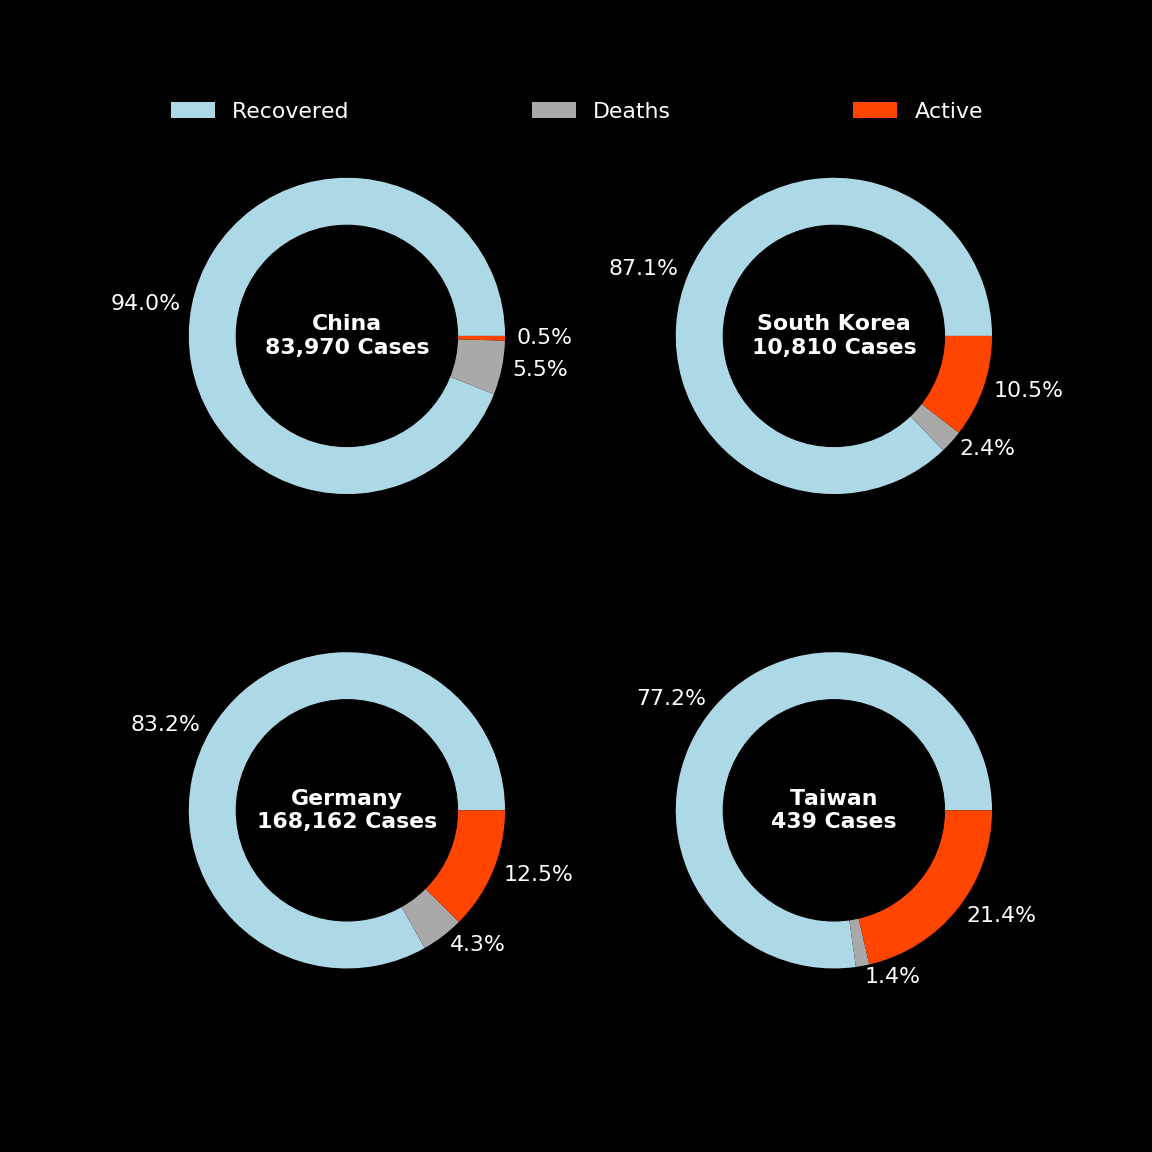 Recovered
Deaths
Active
94.0%
China
83,970 Cases
0.5%
5.5%
87.1%
South Korea
10,810 Cases
10.5%
2.4%
83.2%
Germany
168,162 Cases
12.5%
4.3%
77.2%
Taiwan
439 Cases
21.4%
1.4%